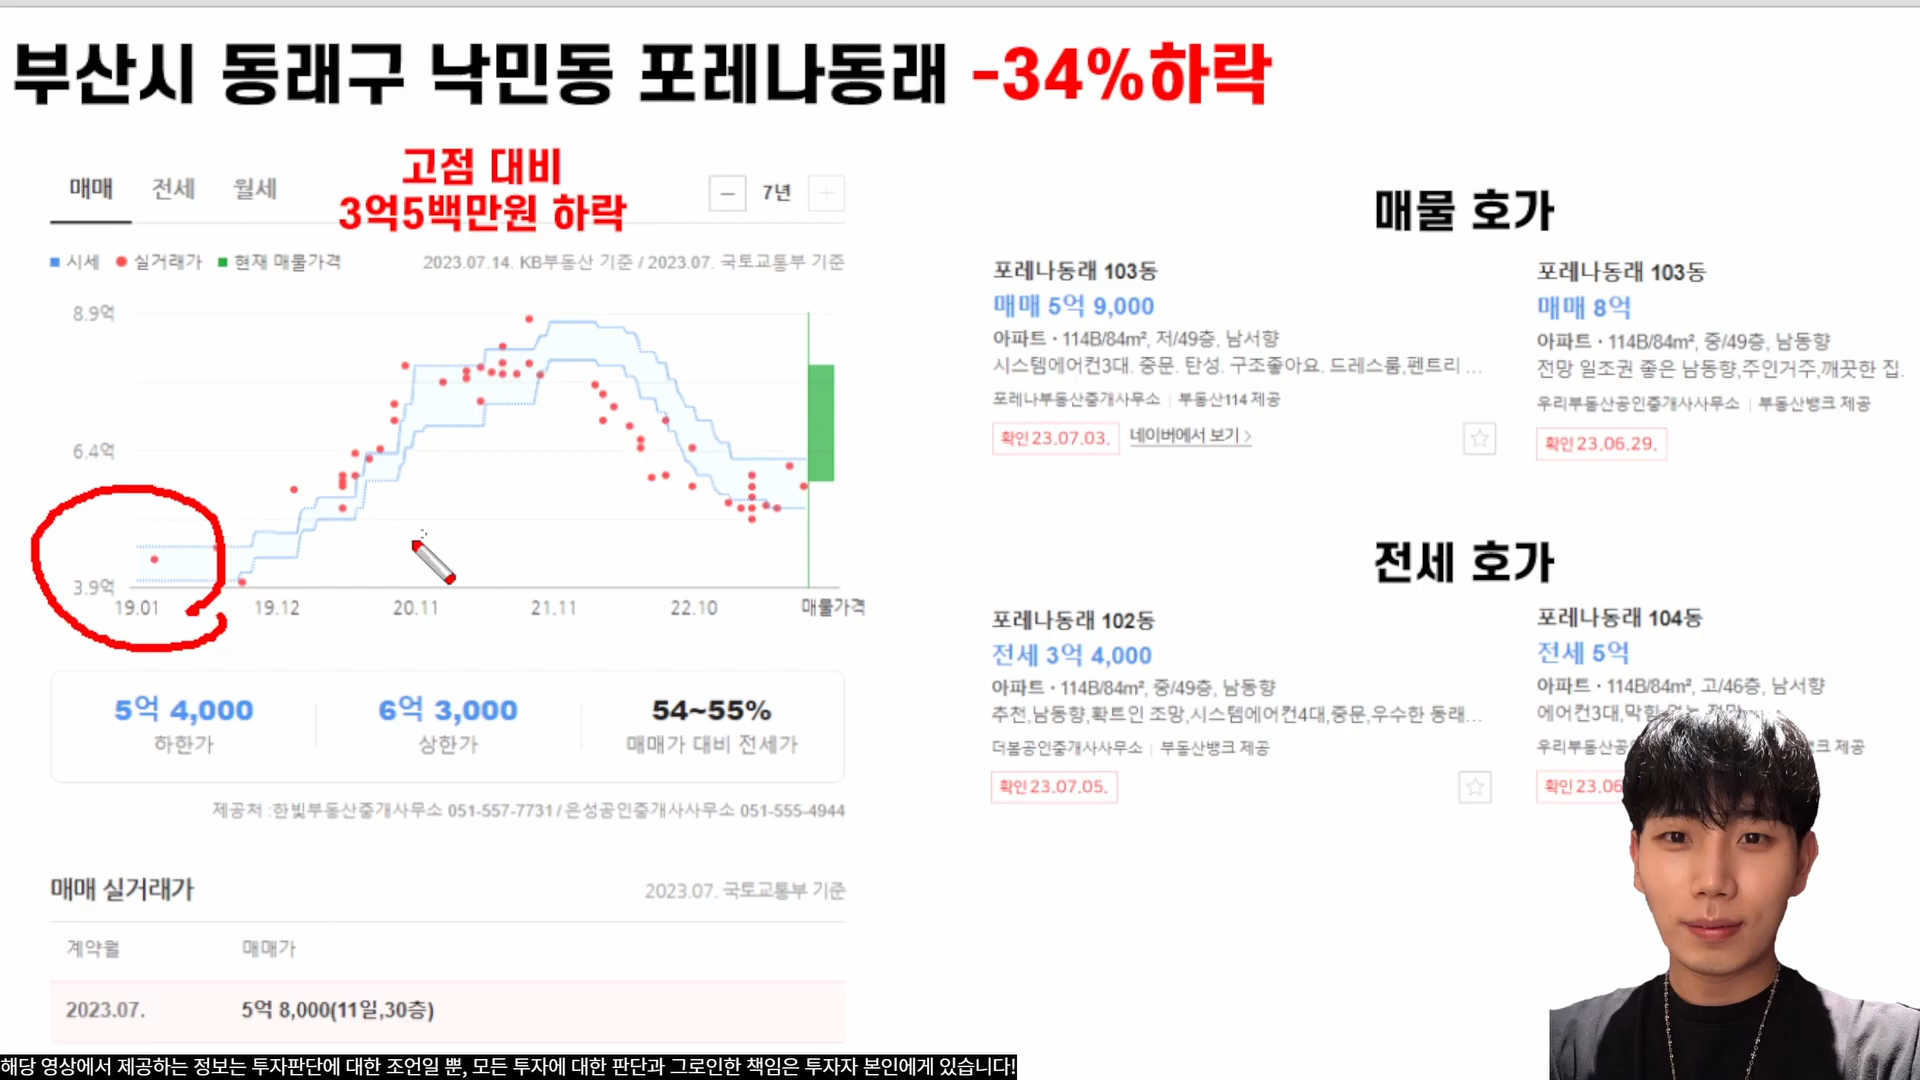 부산시 동래구 낙민동 포레나동래 -34%하락
고점 대비
3억5백만원 하락
매매 전세 월세
7년
시세 실거래가 현재 매물가격
2023.07.14. KB부동산 기준 / 2023.07. 국토교통부 기준
8.9억
6.4억
3.9억
19.01 19.12 20.11 21.11 22.10 매물가격
5억 4,000 6억 3,000 54~55%
하한가 상한가 매매가 대비 전세가
제공처 :한빛부동산중개사무소 051-557-7731 / 은성공인중개사사무소 051-555-4944
매매 실거래가
2023.07. 국토교통부 기준
계약월 매매가
2023.07. 5억 8,000(11일,30층)
매물 호가
포레나동래 103동
매매 5억 9,000
아파트 · 114B/84m², 저/49층, 남서향
시스템에어컨3대. 중문. 탄성. 구조좋아요. 드레스룸,펜트리 ...
포레나부동산중개사무소 | 부동산114 제공
확인 23.07.03.
네이버에서 보기 >
포레나동래 103동
매매 8억
아파트 · 114B/84m², 중/49층, 남동향
전망 일조권 좋은 남동향,주인거주,깨끗한 집.
우리부동산공인중개사사무소 | 부동산뱅크 제공
확인 23.06.29.
전세 호가
포레나동래 102동
전세 3억 4,000
아파트 · 114B/84m², 중/49층, 남동향
추천,남동향,확트인 조망,시스템에어컨4대,중문,우수한 동래...
더봄공인중개사사무소 | 부동산뱅크 제공
확인 23.07.05.
포레나동래 104동
전세 5억
아파트 · 114B/84m², 고/46층, 남서향
에어컨3대,막힘
우리부동산공 크 제공
확인 23.06
해당 영상에서 제공하는 정보는 투자판단에 대한 조언일 뿐, 모든 투자에 대한 판단과 그로인한 책임은 투자자 본인에게 있습니다!